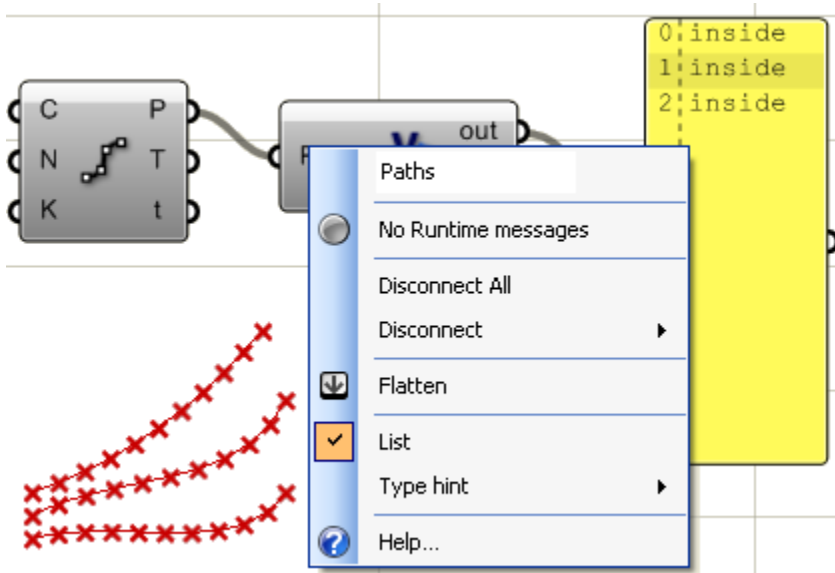 C P
N T
K t
out
0 inside
1 inside
2 inside
Paths
No Runtime messages
Disconnect All
Disconnect
Flatten
List
Type hint
Help...